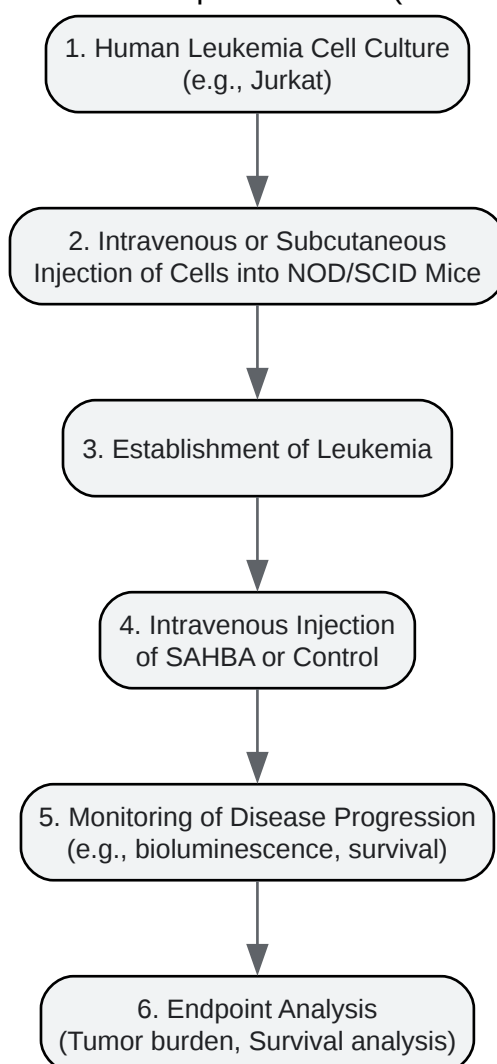 1. Human Leukemia Cell Culture
(e.g., Jurkat)
2. Intravenous or Subcutaneous
Injection of Cells into NOD/SCID Mice
3. Establishment of Leukemia
4. Intravenous Injection
of SAHBA or Control
5. Monitoring of Disease Progression
(e.g., bioluminescence, survival)
6. Endpoint Analysis
(Tumor burden, Survival analysis)